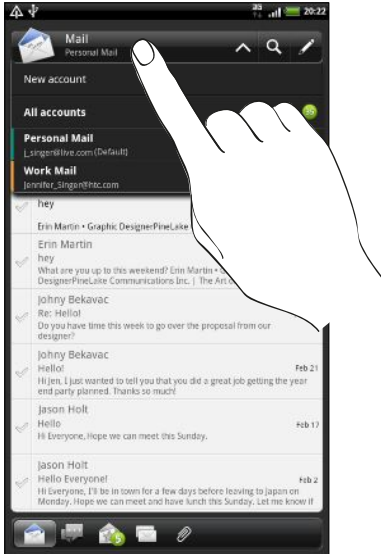 20:22
Mail
Personal Mail
New account
All accounts
Personal Mail
j_singer@live.com (Default)
Work Mail
Jennifer_Singer@htc.com
hey
Erin Martin • Graphic DesignerPineLake
Erin Martin
hey
What are you up to this weekend? Erin Martin •
DesignerPineLake Communications Inc. | The Art
Johny Bekavac
Re: Hello!
Do you have time this week to go over the proposal from our
designer?
Johny Bekavac
Hello! Feb 21
Hi Jen, I just wanted to tell you that you did a great job getting the year
end party planned. Thanks so much!
Jason Holt
Hello Feb 17
Hi Everyone, Hope we can meet this Sunday.
Jason Holt
Hello Everyone! Feb 2
Hi Everyone, I'll be in town for a few days before leaving to Japan on
Monday. Hope we can meet and have lunch this Sunday. Let me know if
5